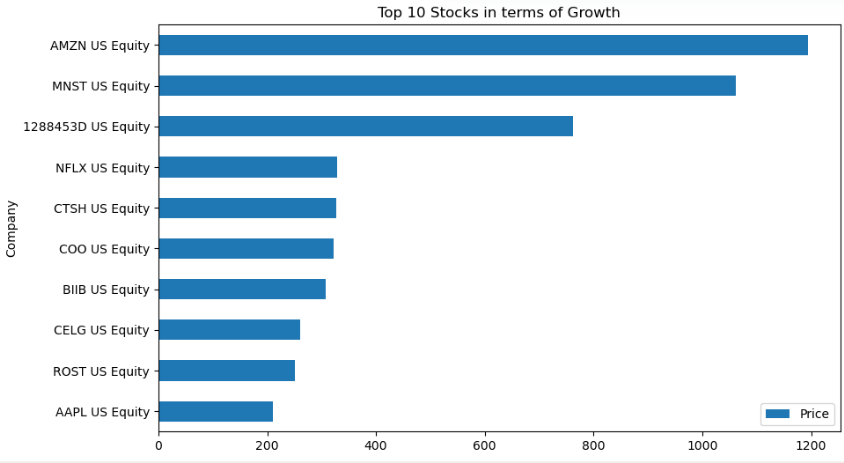 Top 10 Stocks in terms of Growth
Company
AMZN US Equity
MNST US Equity
1288453D US Equity
NFLX US Equity
CTSH US Equity
COO US Equity
BIIB US Equity
CELG US Equity
ROST US Equity
AAPL US Equity
Price
0 200 400 600 800 1000 1200